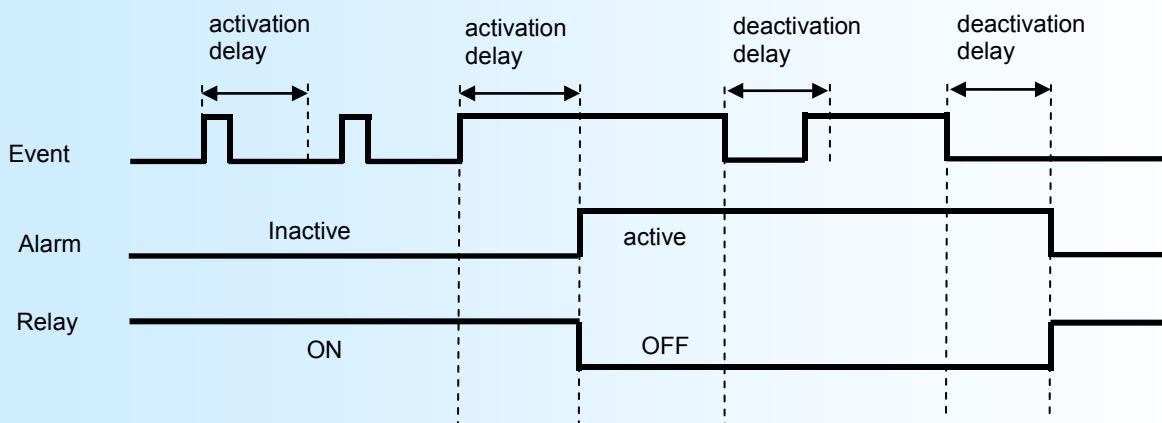 activation
delay
activation
delay
deactivation
delay
deactivation
delay
Event
Alarm
Inactive
active
Relay
ON
OFF